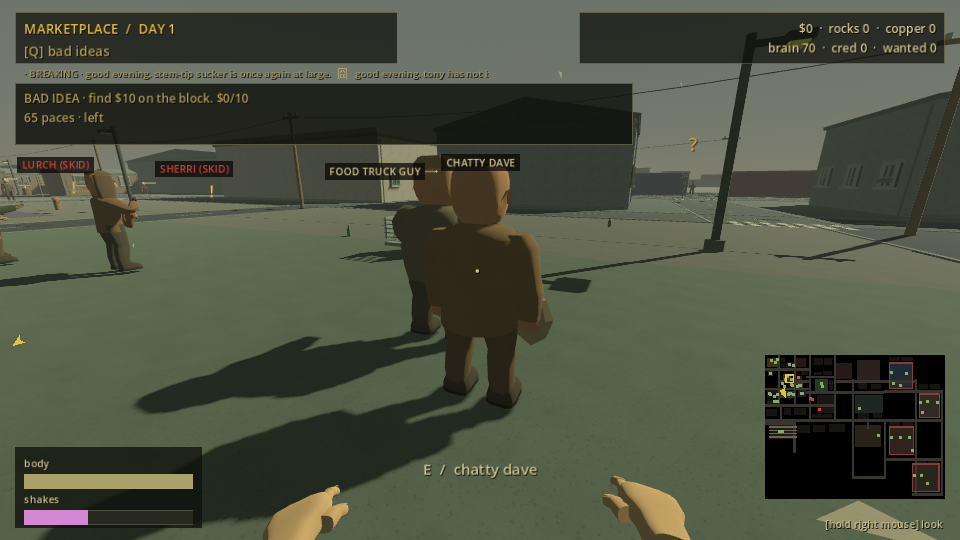 MARKETPLACE / DAY 1
[Q] bad ideas
$0 · rocks 0 · copper 0
brain 70 · cred 0 · wanted 0
· BREAKING · good evening. stem-tip sucker is once again at large. good evening. tony has not
BAD IDEA · find $10 on the block. $0/10
65 paces · left
LURCH (SKID)
SHERRI (SKID)
FOOD TRUCK GUY
CHATTY DAVE
!
!
?
E / chatty dave
body
shakes
[hold right mouse] look